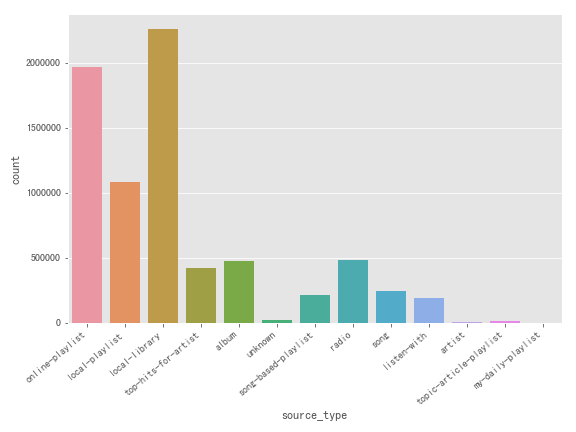 2000000
1500000
1000000
500000
0
count
online-playlist
local-playlist
local-library
top-hits-for-artist
album
unknown
song-based-playlist
radio
song
listen-with
artist
topic-article-playlist
my-daily-playlist
source_type